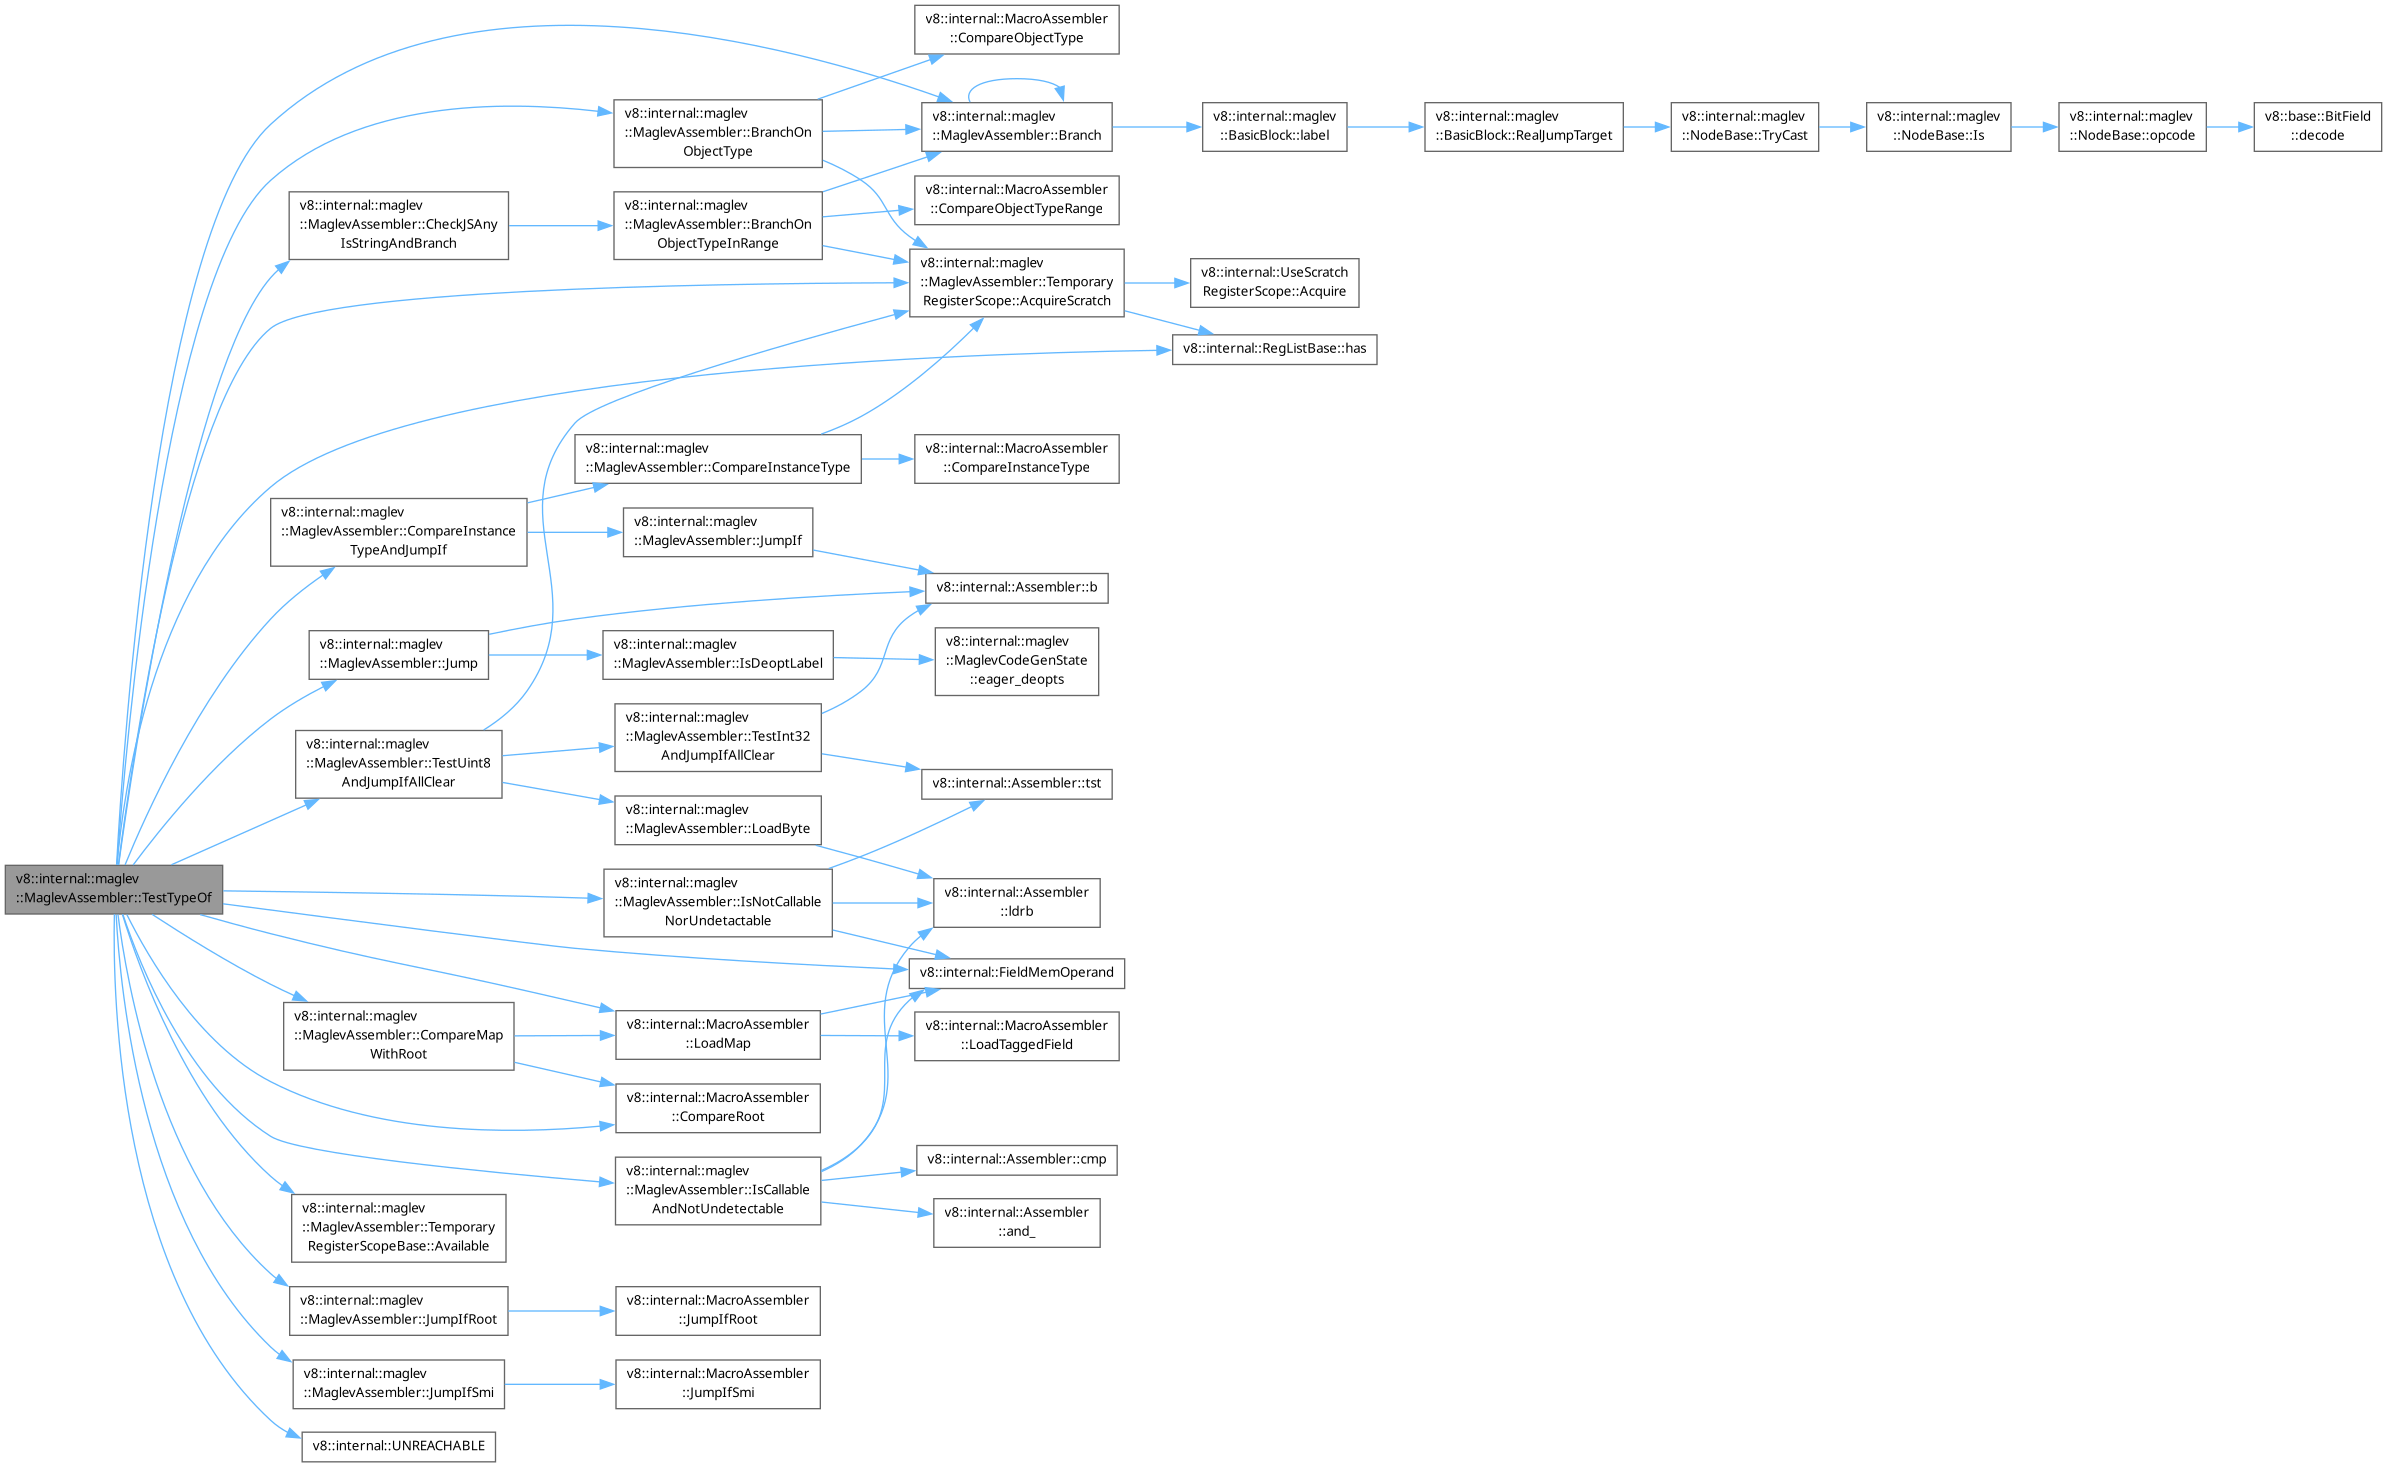 v8::internal::MacroAssembler
::CompareObjectType
v8::internal::maglev
::MaglevAssembler::BranchOn
ObjectType
v8::internal::maglev
::MaglevAssembler::Branch
v8::internal::maglev
::BasicBlock::label
v8::internal::maglev
::BasicBlock::RealJumpTarget
v8::internal::maglev
::NodeBase::TryCast
v8::internal::maglev
::NodeBase::Is
v8::internal::maglev
::NodeBase::opcode
v8::base::BitField
::decode
v8::internal::maglev
::MaglevAssembler::CheckJSAny
IsStringAndBranch
v8::internal::maglev
::MaglevAssembler::BranchOn
ObjectTypeInRange
v8::internal::MacroAssembler
::CompareObjectTypeRange
v8::internal::maglev
::MaglevAssembler::Temporary
RegisterScope::AcquireScratch
v8::internal::UseScratch
RegisterScope::Acquire
v8::internal::RegListBase::has
v8::internal::maglev
::MaglevAssembler::CompareInstanceType
v8::internal::MacroAssembler
::CompareInstanceType
v8::internal::maglev
::MaglevAssembler::CompareInstance
TypeAndJumpIf
v8::internal::maglev
::MaglevAssembler::JumpIf
v8::internal::Assembler::b
v8::internal::maglev
::MaglevAssembler::Jump
v8::internal::maglev
::MaglevAssembler::IsDeoptLabel
v8::internal::maglev
::MaglevCodeGenState
::eager_deopts
v8::internal::maglev
::MaglevAssembler::TestUint8
AndJumpIfAllClear
v8::internal::maglev
::MaglevAssembler::TestInt32
AndJumpIfAllClear
v8::internal::Assembler::tst
v8::internal::maglev
::MaglevAssembler::LoadByte
v8::internal::maglev
::MaglevAssembler::TestTypeOf
v8::internal::maglev
::MaglevAssembler::IsNotCallable
NorUndetactable
v8::internal::Assembler
::ldrb
v8::internal::FieldMemOperand
v8::internal::maglev
::MaglevAssembler::CompareMap
WithRoot
v8::internal::MacroAssembler
::LoadMap
v8::internal::MacroAssembler
::LoadTaggedField
v8::internal::MacroAssembler
::CompareRoot
v8::internal::maglev
::MaglevAssembler::IsCallable
AndNotUndetectable
v8::internal::Assembler::cmp
v8::internal::Assembler
::and_
v8::internal::maglev
::MaglevAssembler::Temporary
RegisterScopeBase::Available
v8::internal::maglev
::MaglevAssembler::JumpIfRoot
v8::internal::MacroAssembler
::JumpIfRoot
v8::internal::maglev
::MaglevAssembler::JumpIfSmi
v8::internal::MacroAssembler
::JumpIfSmi
v8::internal::UNREACHABLE